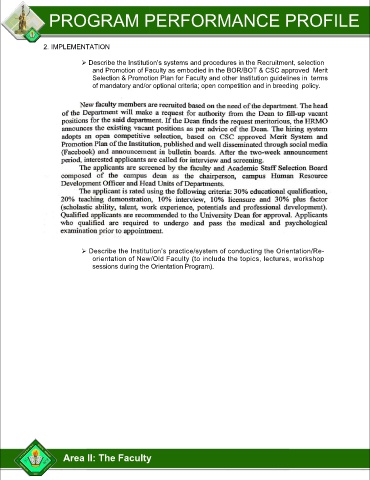 PROGRAM PERFORMANCE PROFILE
2. IMPLEMENTATION
➢ Describe the Institution's systems and procedures in the Recruitment, selection
and Promotion of Faculty as embodied in the BOR/BOT & CSC approved Merit
Selection & Promotion Plan for Faculty and other Institution guidelines in terms
of mandatory and/or optional criteria; open competition and in breeding policy.
New faculty members are recruited based on the need of the department. The head
of the Department will make a request for authority from the Dean to fill-up vacant
positions for the said department. If the Dean finds the request meritorious, the HRMO
announces the existing vacant positions as per advice of the Dean. The hiring system
adopts an open competitive selection, based on CSC approved Merit System and
Promotion Plan of the Institution, published and well disseminated through social media
(Facebook) and announcement in bulletin boards. After the two-week announcement
period, interested applicants are called for interview and screening.
The applicants are screened by the faculty and Academic Staff Selection Board
composed of the campus dean as the chairperson, campus Human Resource
Development Officer and Head Units of Departments.
The applicant is rated using the following criteria: 30% educational qualification,
20% teaching demonstration, 10% interview, 10% licensure and 30% plus factor
(scholastic ability, talent, work experience, potentials and professional development).
Qualified applicants are recommended to the University Dean for approval. Applicants
who qualified are required to undergo and pass the medical and psychological
examination prior to appointment.
➢ Describe the Institution's practice/system of conducting the Orientation/Re-
orientation of New/Old Faculty (to include the topics, lectures, workshop
sessions during the Orientation Program).
Area II: The Faculty